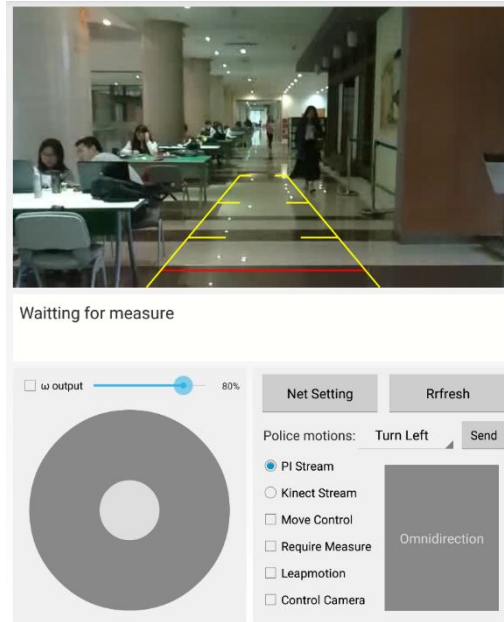 Waitting for measure
ω output 80%
Net Setting Rrfresh
Police motions: Turn Left Send
PI Stream
Kinect Stream
Move Control
Require Measure
Leapmotion
Control Camera
Omnidirection